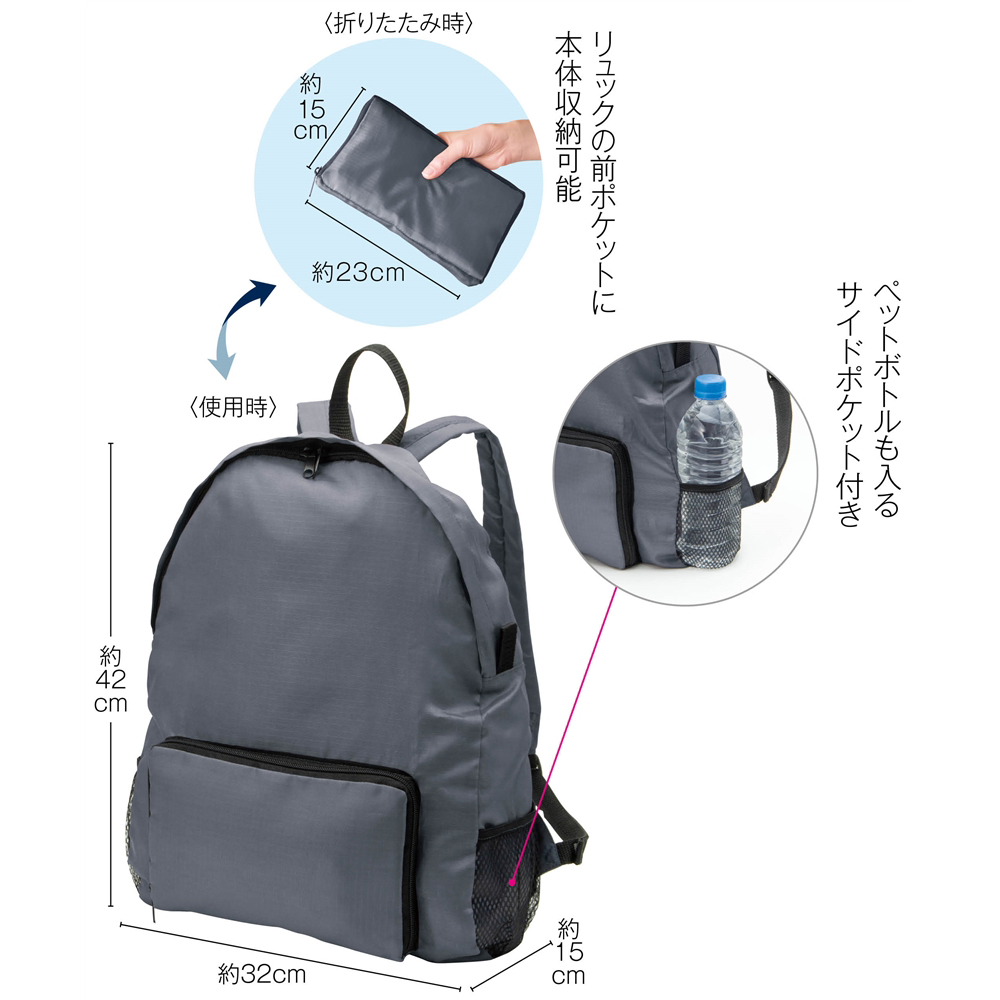 〈折りたたみ時〉
約
15
cm
約23cm
リュックの前ポケットに
本体収納可能
ペットボトルも入る
サイドポケット付き
〈使用時〉
約
42
cm
約32cm
約
15
cm